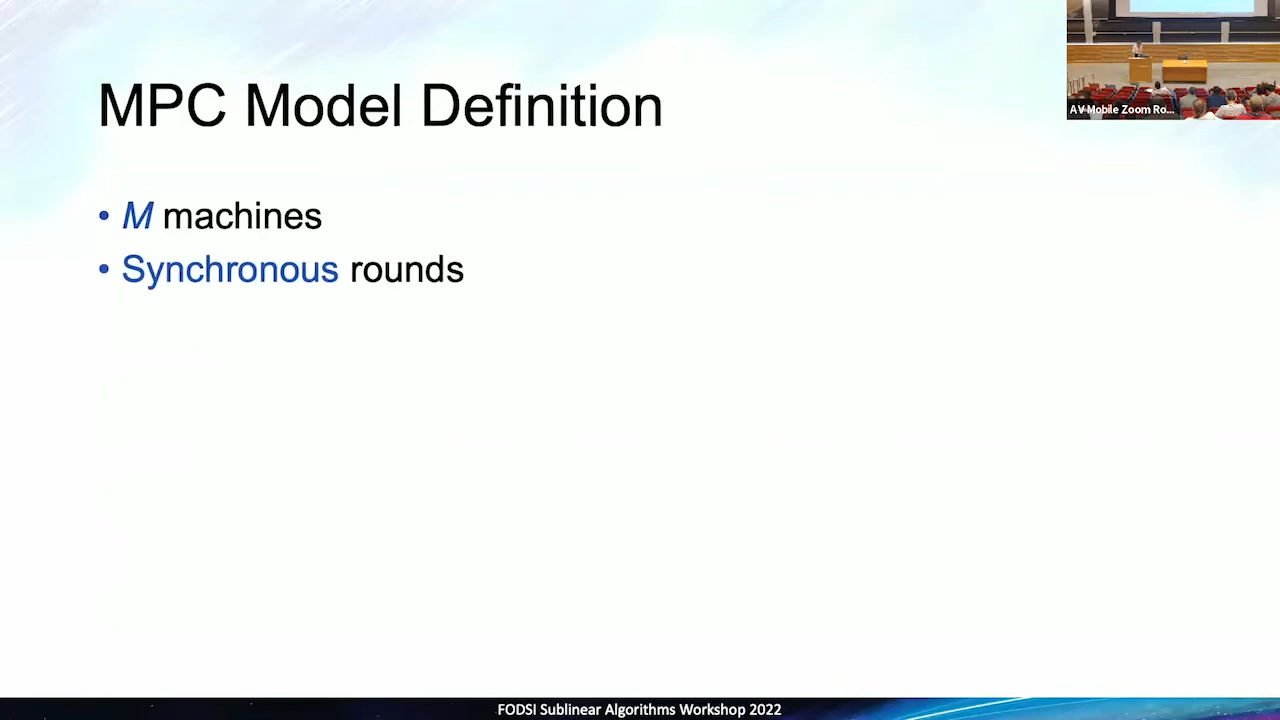 MPC Model Definition
• M machines
• Synchronous rounds
AV Mobile Zoom Ro...
FODSI Sublinear Algorithms Workshop 2022